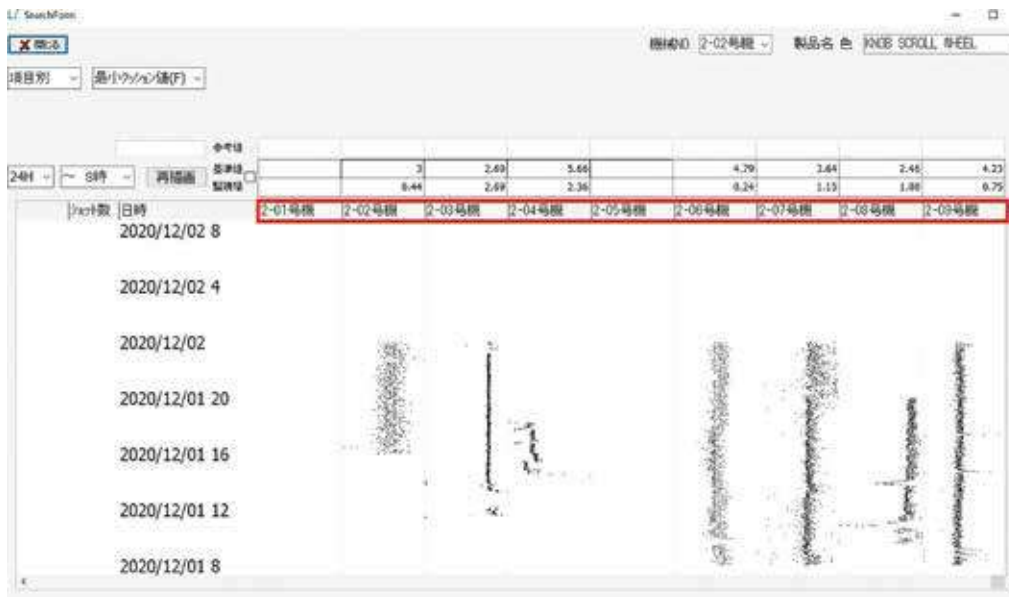 SearchForm
閉じる
機械NO 2-02号機 製品名 色 KNOB SCROLL WHEEL
項目別 最小クッション値(F)
参考値
基準値 3 2.69 5.66 4.79 3.64 2.46 4.23
24H ～ 8時 再描画
監視値 0.44 2.69 2.36 0.24 1.13 1.00 0.75
ショット数 日時 2-01号機 2-02号機 2-03号機 2-04号機 2-05号機 2-06号機 2-07号機 2-08号機 2-09号機
2020/12/02 8
2020/12/02 4
2020/12/02
2020/12/01 20
2020/12/01 16
2020/12/01 12
2020/12/01 8